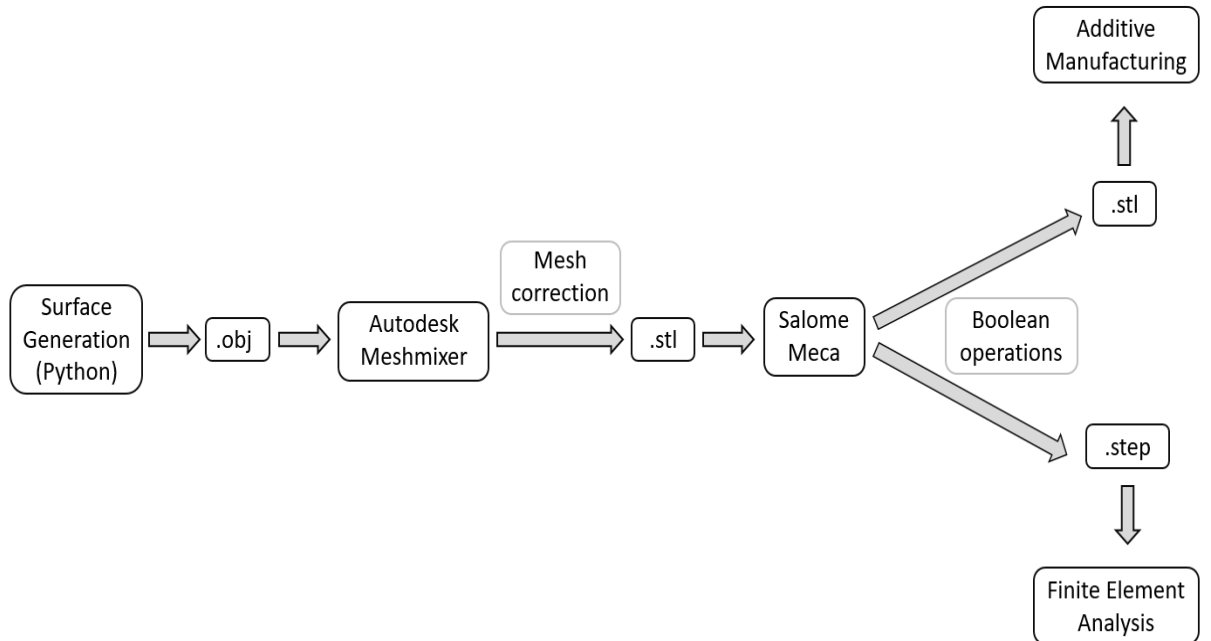 Surface
Generation
(Python)
.obj
Autodesk
Meshmixer
Mesh
correction
.stl
Salome
Meca
Boolean
operations
.stl
Additive
Manufacturing
.step
Finite Element
Analysis